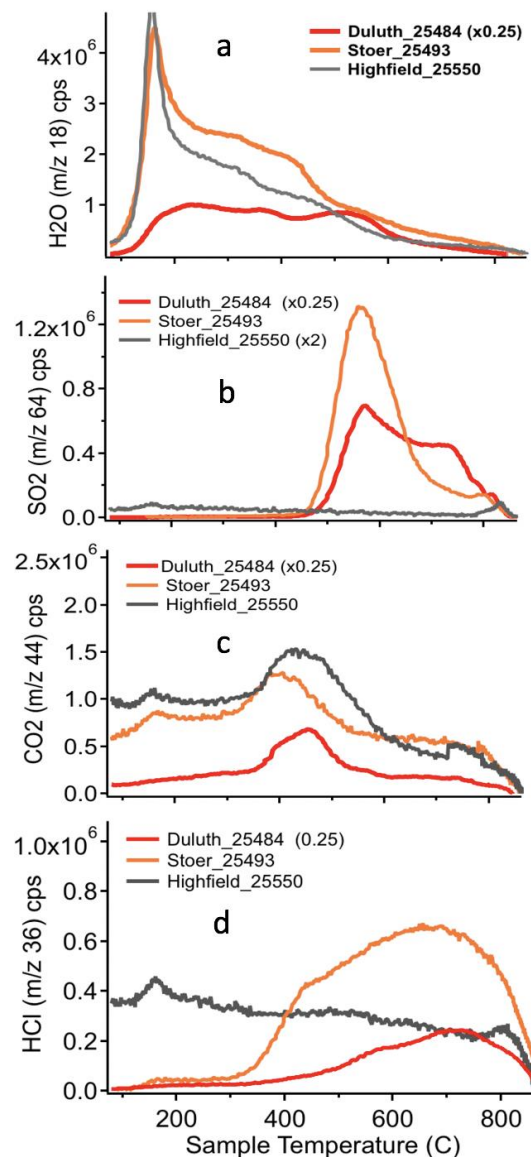 a
Duluth_25484 (x0.25)
Stoer_25493
Highfield_25550
4x10⁶
3
2
1
H2O (m/z 18) cps
b
Duluth_25484 (x0.25)
Stoer_25493
Highfield_25550 (x2)
1.2x10⁶
0.8
0.4
0.0
SO2 (m/z 64) cps
c
Duluth_25484 (x0.25)
Stoer_25493
Highfield_25550
2.5x10⁶
1.5
1.0
0.5
0.0
CO2 (m/z 44) cps
d
Duluth_25484 (0.25)
Stoer_25493
Highfield_25550
1.0x10⁶
0.8
0.6
0.4
0.2
0.0
HCl (m/z 36) cps
200 400 600 800
Sample Temperature (C)